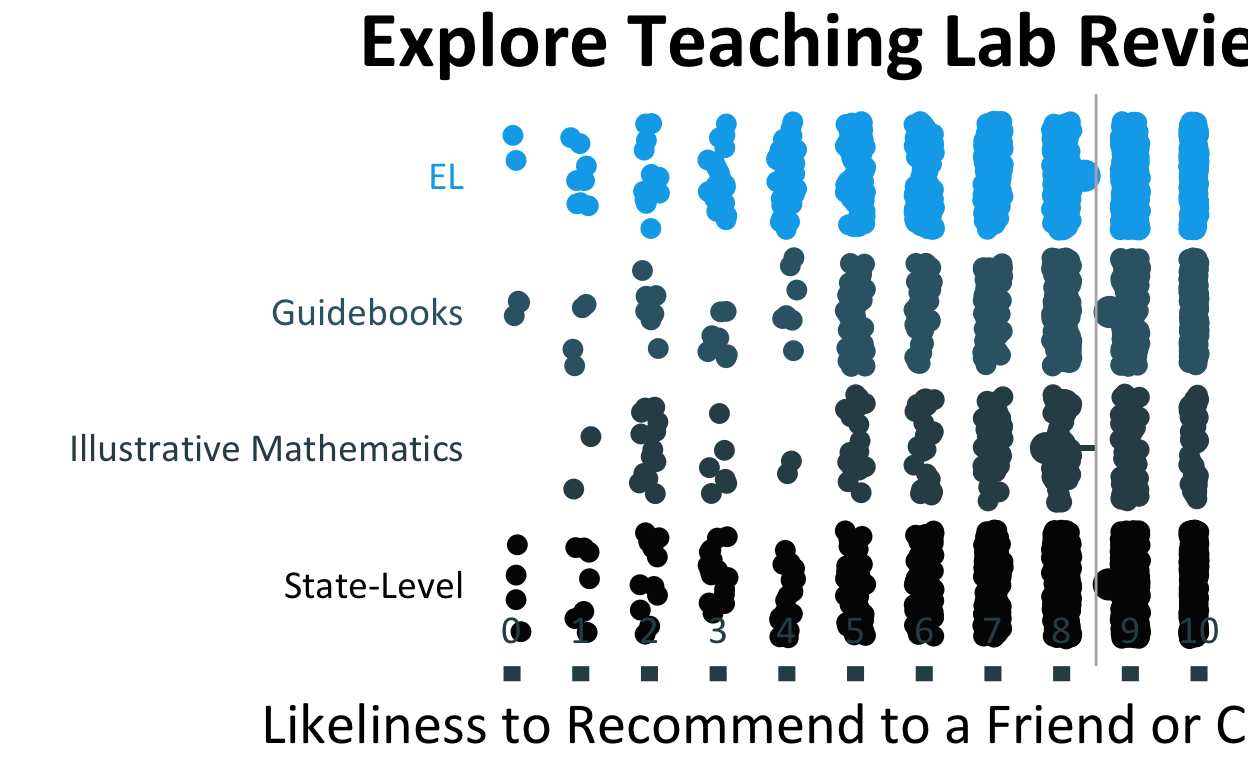 Explore Teaching Lab Revie
EL
Guidebooks
Illustrative Mathematics
State-Level
0 1 2 3 4 5 6 7 8 9 10
Likeliness to Recommend to a Friend or C